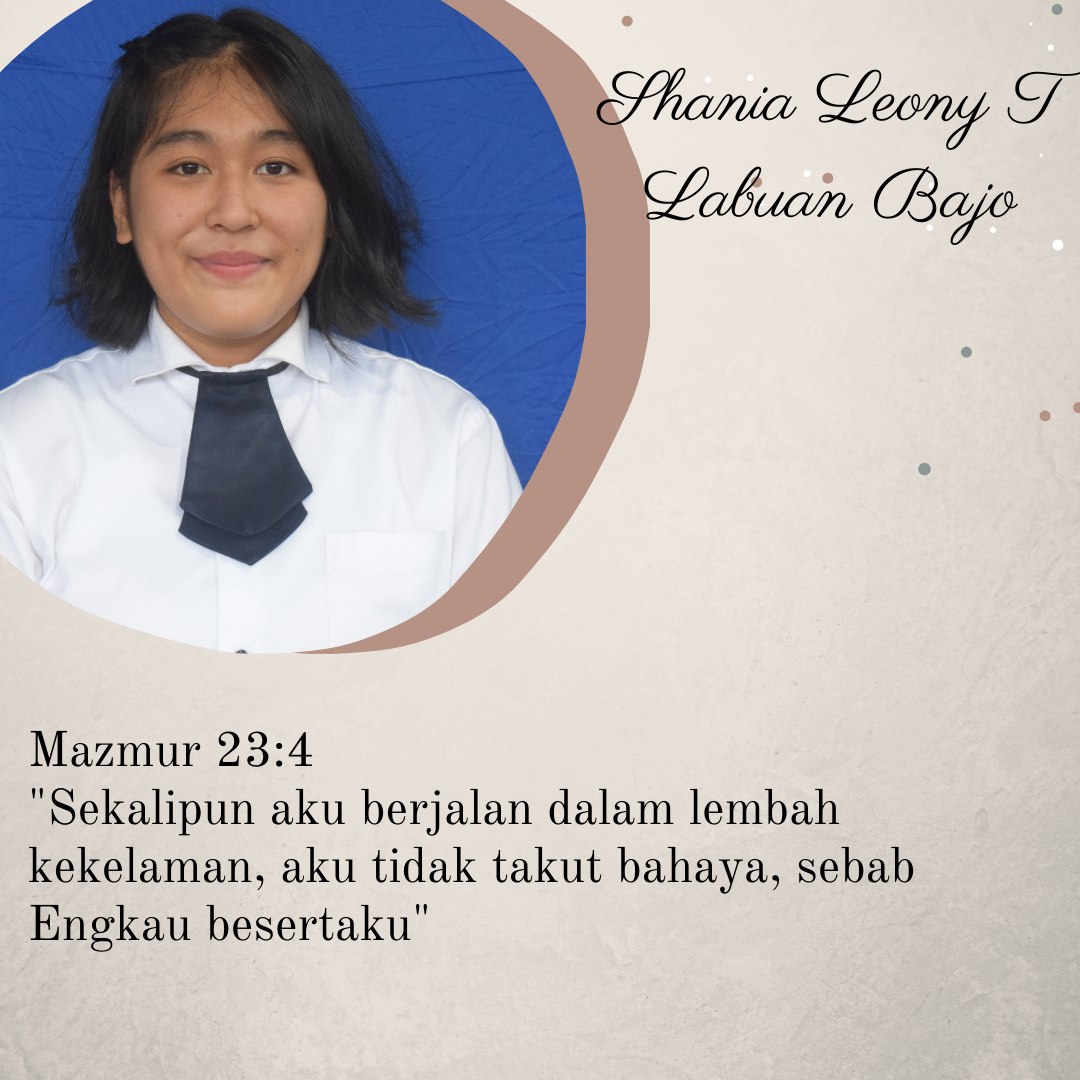 Shania Leony T
Labuan Bajo
Mazmur 23:4
"Sekalipun aku berjalan dalam lembah
kekelaman, aku tidak takut bahaya, sebab
Engkau besertaku"